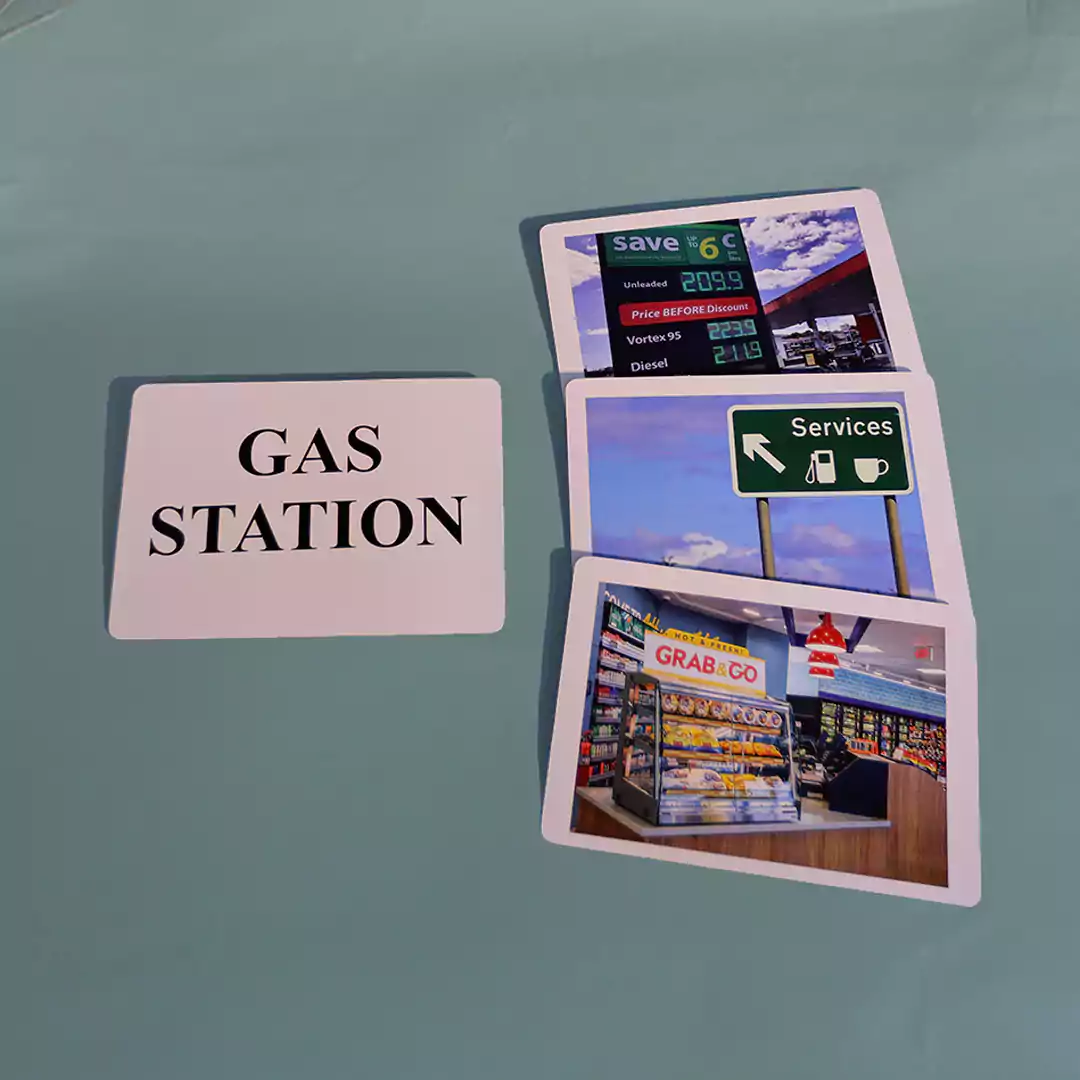 GAS
STATION
save UP TO 6 C
Unleaded 209.9
Price BEFORE Discount
Vortex 95 223.9
Diesel 211.9
Services
HOT & FRESH!
GRAB&GO